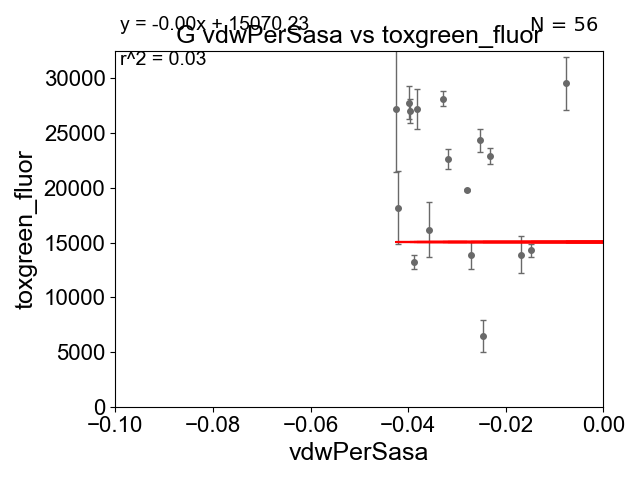 y = -0.00x + 15070.23
N = 56
G vdwPerSasa vs toxgreen_fluor
r^2 = 0.03
30000
25000
20000
15000
10000
5000
0
toxgreen_fluor
−0.10 −0.08 −0.06 −0.04 −0.02 0.00
vdwPerSasa